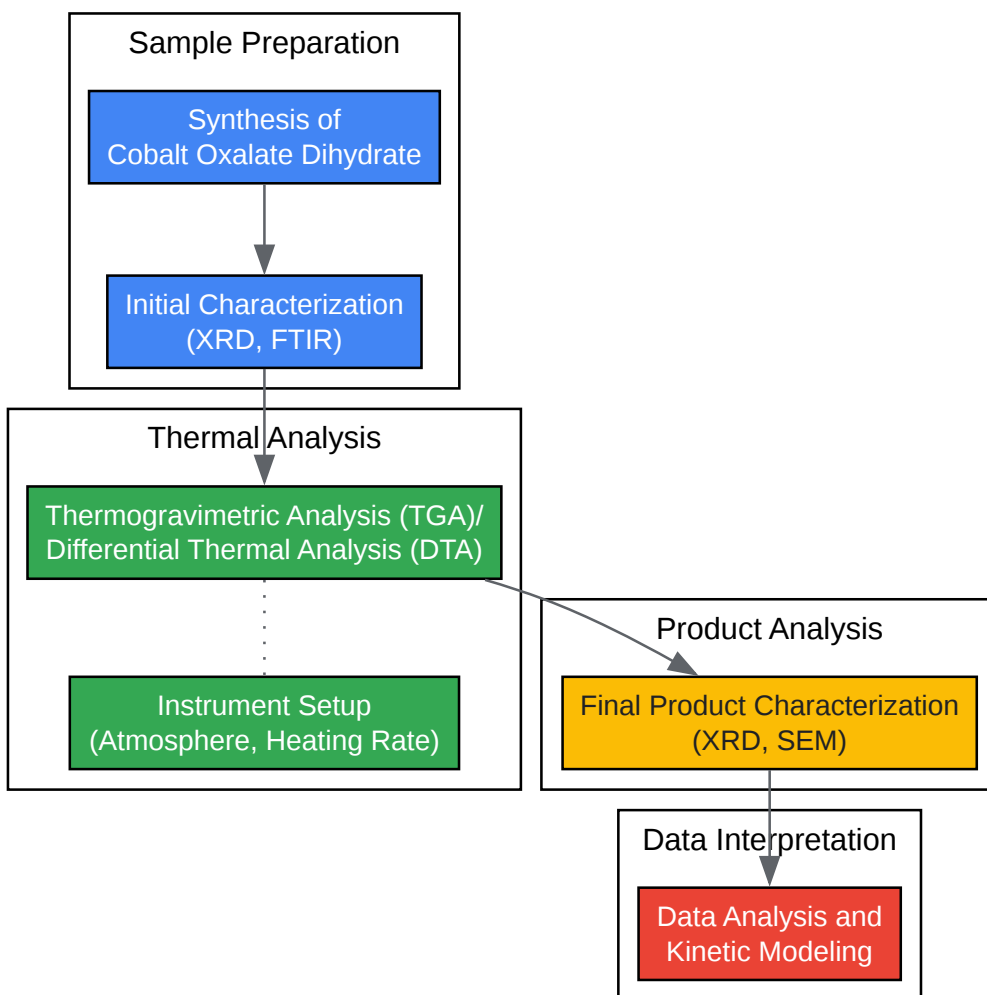 Sample Preparation
Synthesis of
Cobalt Oxalate Dihydrate
Initial Characterization
(XRD, FTIR)
Thermal Analysis
Thermogravimetric Analysis (TGA)/
Differential Thermal Analysis (DTA)
Instrument Setup
(Atmosphere, Heating Rate)
Product Analysis
Final Product Characterization
(XRD, SEM)
Data Interpretation
Data Analysis and
Kinetic Modeling